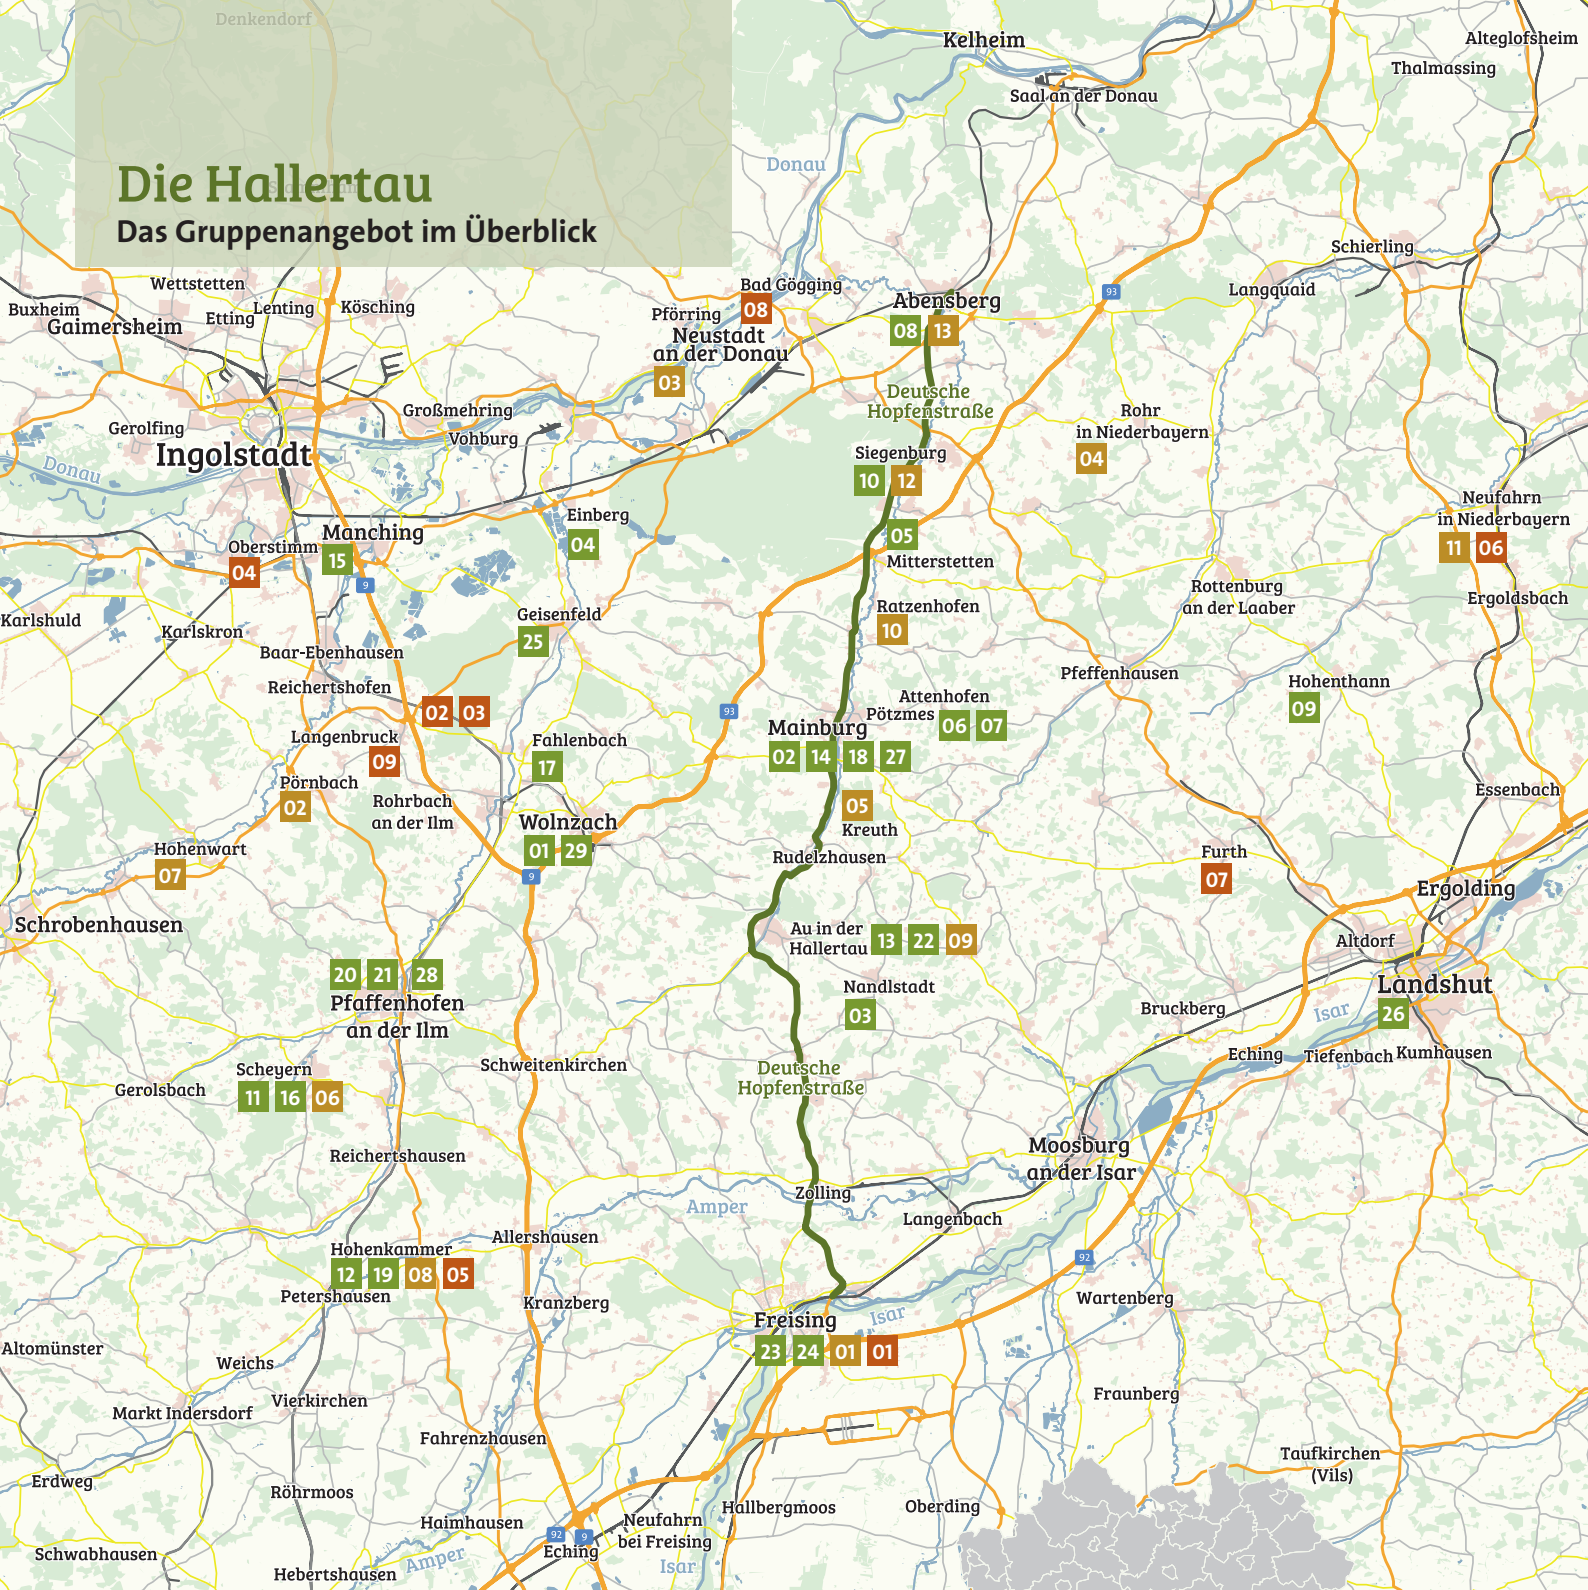 Denkendorf
Stammham
Die Hallertau
Das Gruppenangebot im Überblick
Kelheim
Saal an der Donau
Alteglofsheim
Thalmassing
Donau
Schierling
Langquaid
93
Wettstetten
Buxheim
Gaimersheim
Etting
Lenting
Kösching
Bad Gögging
08
Pförring
Neustadt
an der Donau
03
Abensberg
08 13
Deutsche
Hopfenstraße
Großmehring
Vohburg
Gerolfing
Ingolstadt
Donau
Rohr
in Niederbayern
04
Siegenburg
10 12
Neufahrn
in Niederbayern
11 06
Einberg
04
05
Mitterstetten
Manching
15
Oberstimm
04
9
Rottenburg
an der Laaber
Ergoldsbach
Ratzenhofen
10
Geisenfeld
25
Karlshuld
Karlskron
Baar-Ebenhausen
Reichertshofen
02 03
Pfeffenhausen
Hohenthann
09
93
Attenhofen
Pötzmes
06 07
Mainburg
02 14 18 27
Langenbruck
09
Fahlenbach
17
Pörnbach
02
Rohrbach
an der Ilm
05
Kreuth
Essenbach
Wolnzach
01 29
9
Hohenwart
07
Rudelzhausen
Furth
07
Ergolding
Schrobenhausen
Au in der
Hallertau
13 22 09
Altdorf
20 21 28
Pfaffenhofen
an der Ilm
Nandlstadt
03
Landshut
26
Bruckberg
Isar
Eching
Tiefenbach
Kumhausen
Isar
Schweitenkirchen
Deutsche
Hopfenstraße
Scheyern
11 16 06
Gerolsbach
Reichertshausen
Moosburg
an der Isar
Zolling
Amper
Langenbach
Allershausen
Hohenkammer
12 19 08 05
Petershausen
Kranzberg
92
Wartenberg
Freising
23 24 01 01
Isar
Altomünster
Weichs
Vierkirchen
Markt Indersdorf
Fraunberg
Fahrenzhausen
Taufkirchen
(Vils)
Erdweg
Röhrmoos
Haimhausen
Hallbergmoos
Oberding
Neufahrn
bei Freising
92 9
Eching
Schwabhausen
Amper
Isar
Hebertshausen